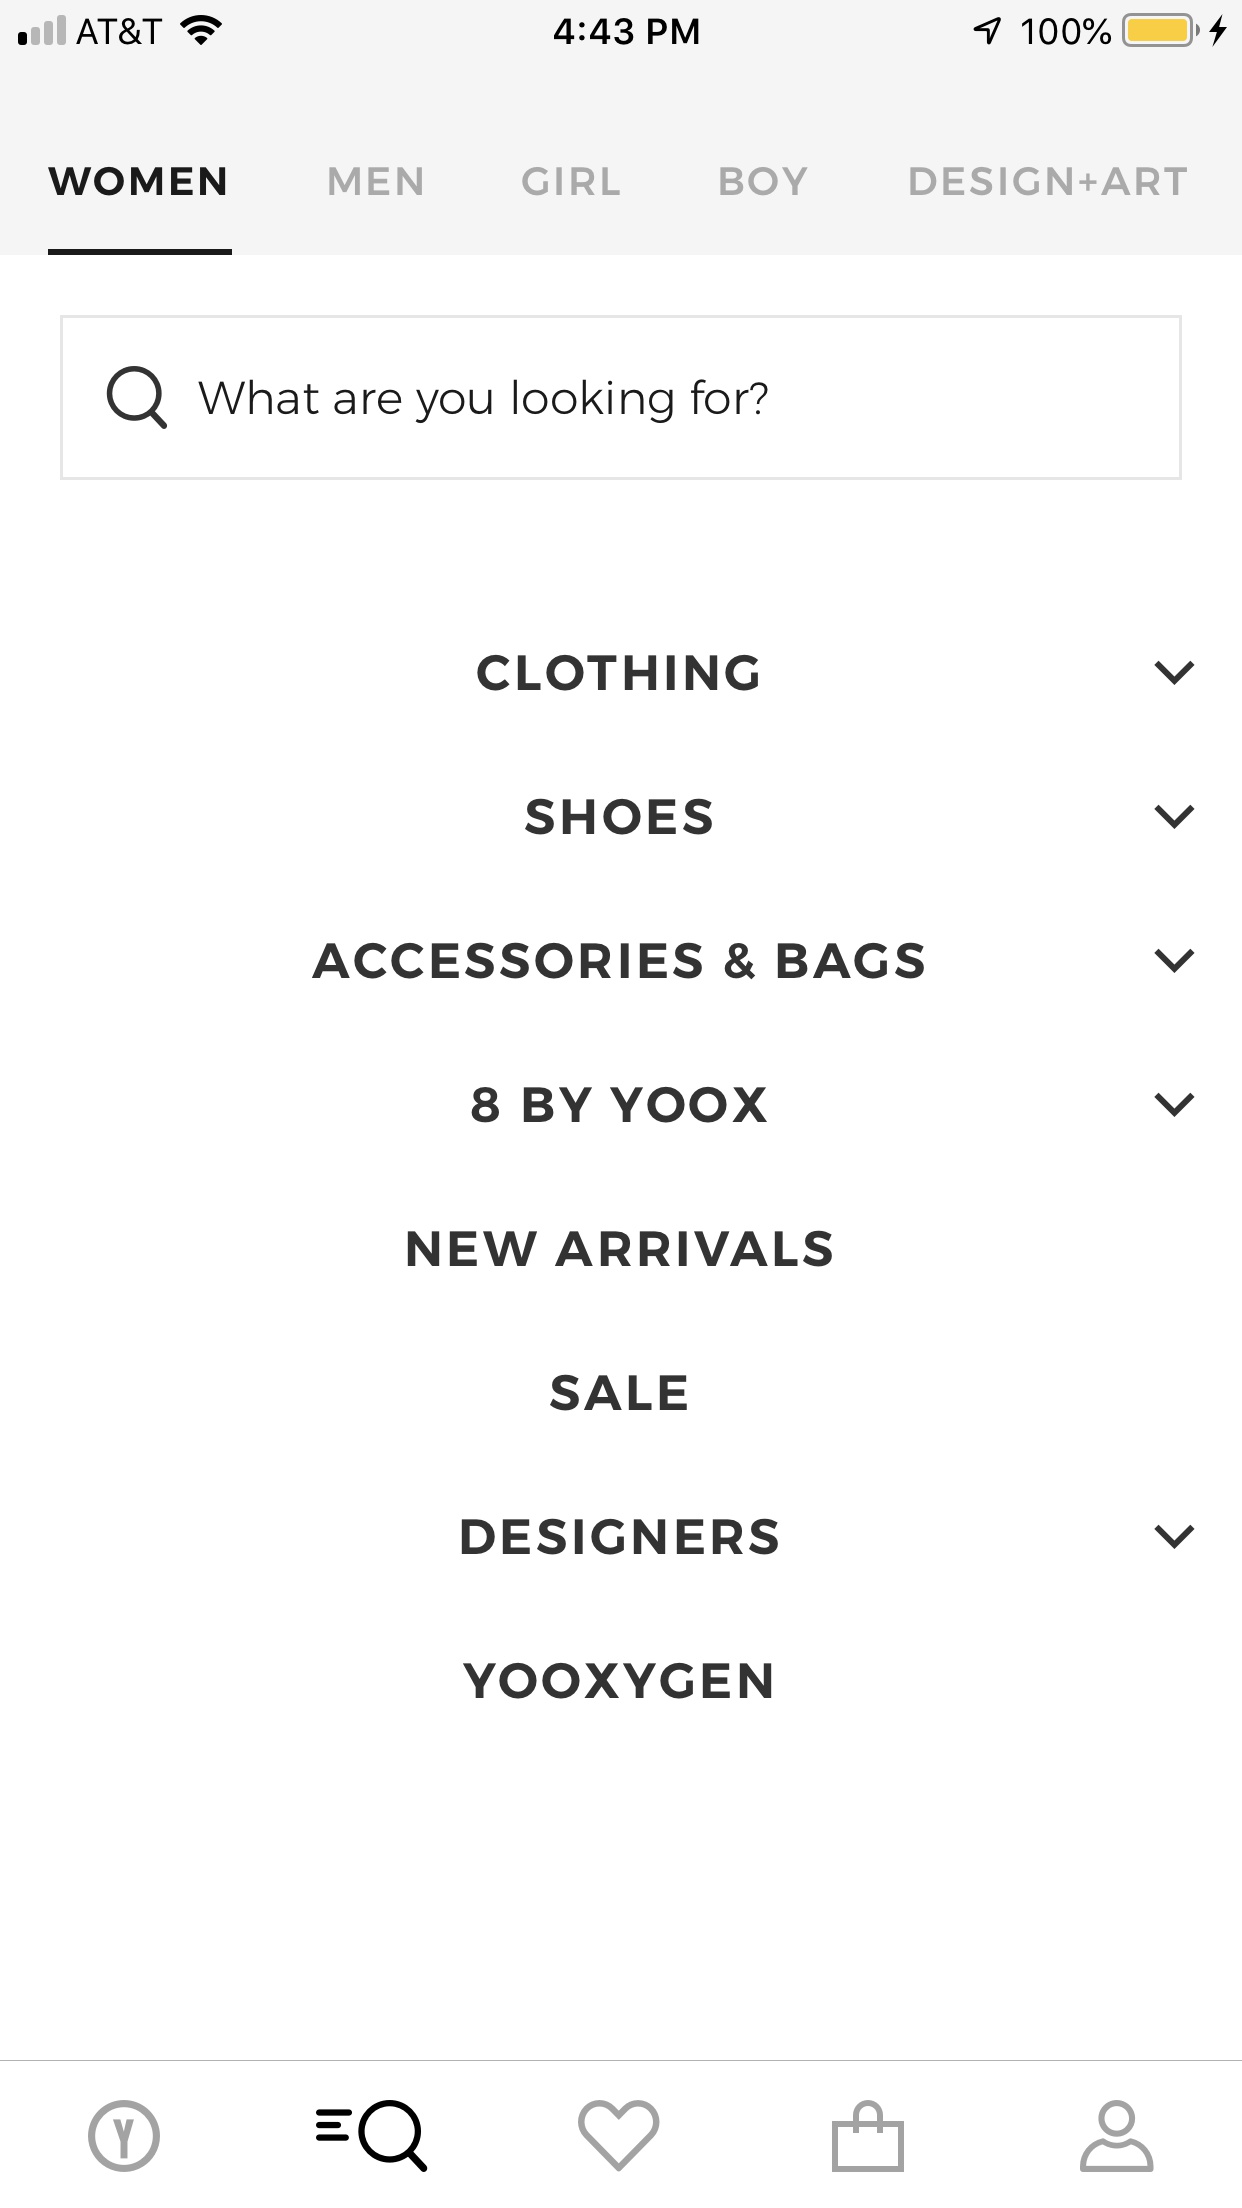 AT&T 4:43 PM 100%
WOMEN MEN GIRL BOY DESIGN+ART
What are you looking for?
CLOTHING
SHOES
ACCESSORIES & BAGS
8 BY YOOX
NEW ARRIVALS
SALE
DESIGNERS
YOOXYGEN
Y